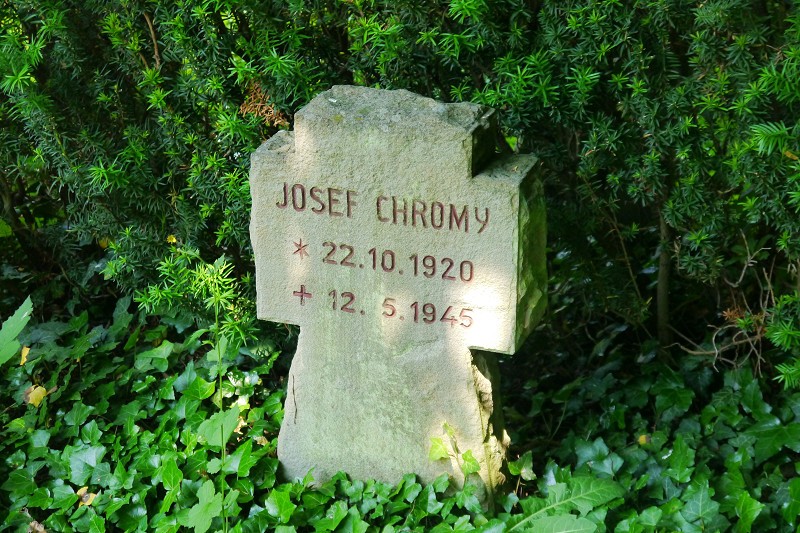 JOSEF CHROMY
* 22.10.1920
+ 12. 5.1945